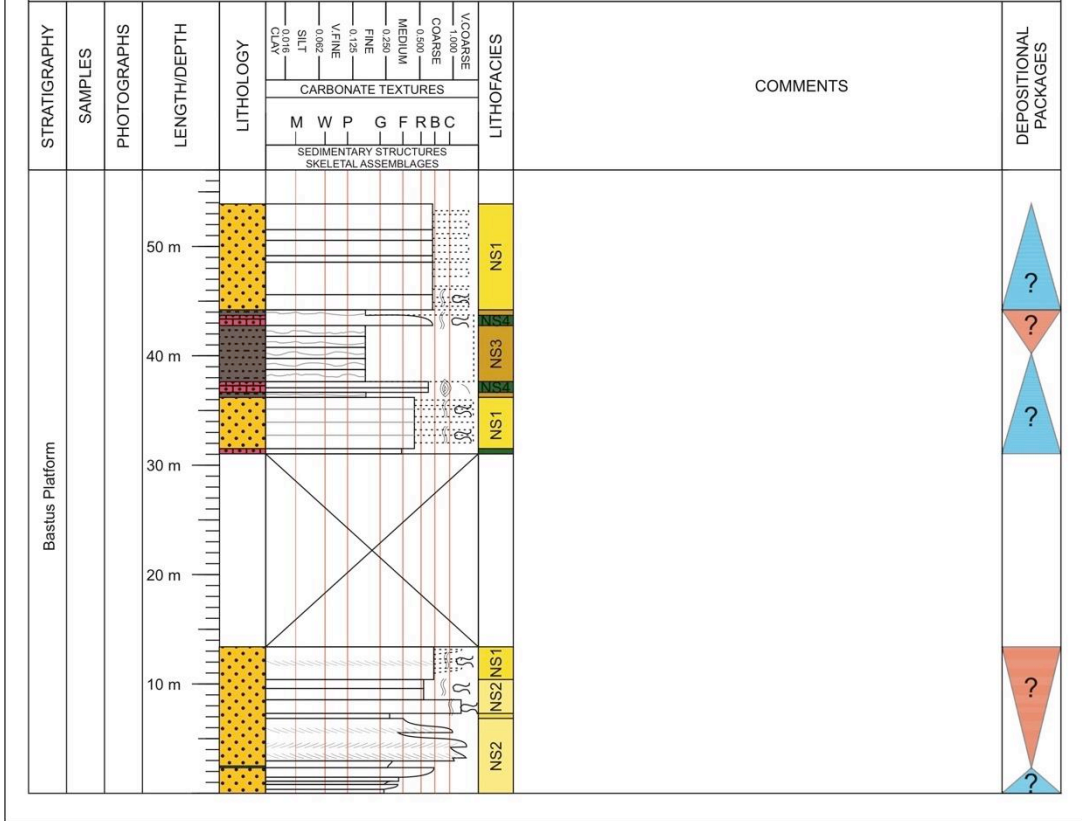 STRATIGRAPHY
SAMPLES
PHOTOGRAPHS
LENGTH/DEPTH
LITHOLOGY
CLAY
0.016
SILT
0.062
V.FINE
0.125
FINE
0.250
MEDIUM
0.500
COARSE
1.000
V.COARSE
CARBONATE TEXTURES
M W P G F R B C
SEDIMENTARY STRUCTURES
SKELETAL ASSEMBLAGES
LITHOFACIES
COMMENTS
DEPOSITIONAL
PACKAGES
Bastus Platform
50 m
40 m
30 m
20 m
10 m
NS1
NS4
NS3
NS4
NS1
NS1
NS2
NS2
?
?
?
?
?